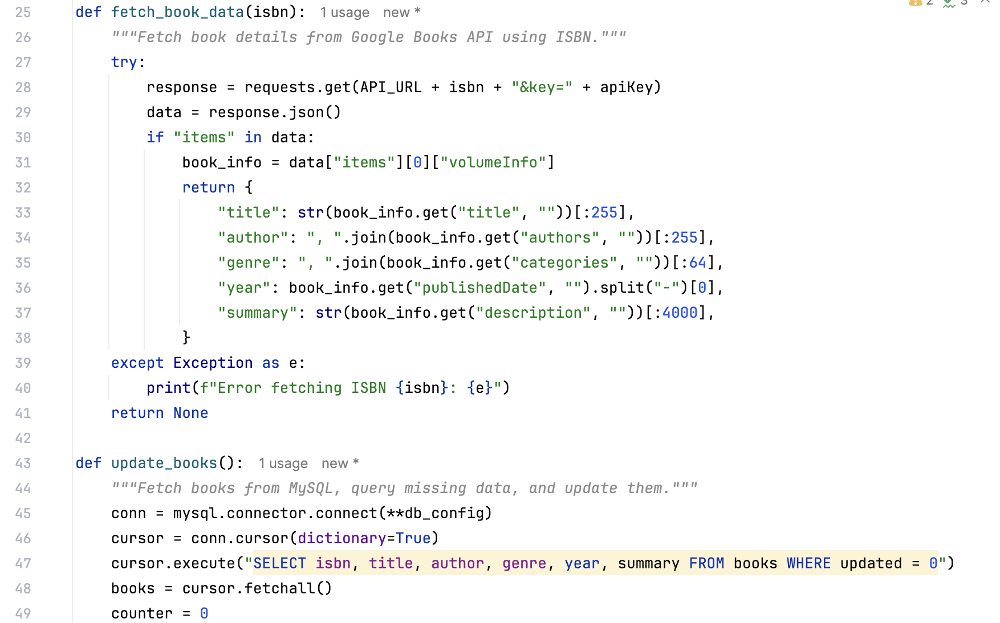 2 3
25 def fetch_book_data(isbn): 1 usage new *
26 """Fetch book details from Google Books API using ISBN."""
27 try:
28 response = requests.get(API_URL + isbn + "&key=" + apiKey)
29 data = response.json()
30 if "items" in data:
31 book_info = data["items"][0]["volumeInfo"]
32 return {
33 "title": str(book_info.get("title", ""))[:255],
34 "author": ", ".join(book_info.get("authors", ""))[:255],
35 "genre": ", ".join(book_info.get("categories", ""))[:64],
36 "year": book_info.get("publishedDate", "").split("-")[0],
37 "summary": str(book_info.get("description", ""))[:4000],
38 }
39 except Exception as e:
40 print(f"Error fetching ISBN {isbn}: {e}")
41 return None
42
43 def update_books(): 1 usage new *
44 """Fetch books from MySQL, query missing data, and update them."""
45 conn = mysql.connector.connect(**db_config)
46 cursor = conn.cursor(dictionary=True)
47 cursor.execute("SELECT isbn, title, author, genre, year, summary FROM books WHERE updated = 0")
48 books = cursor.fetchall()
49 counter = 0